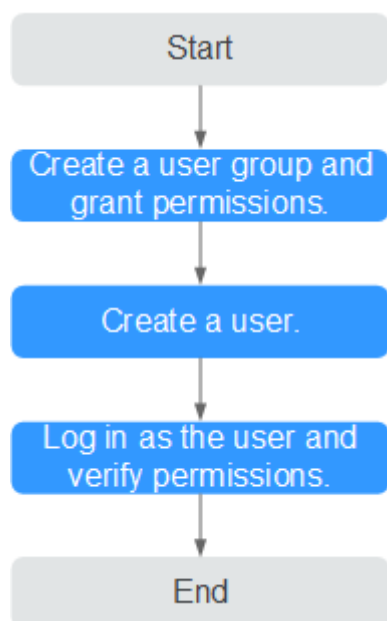 Start
Create a user group and
grant permissions.
Create a user.
Log in as the user and
verify permissions.
End